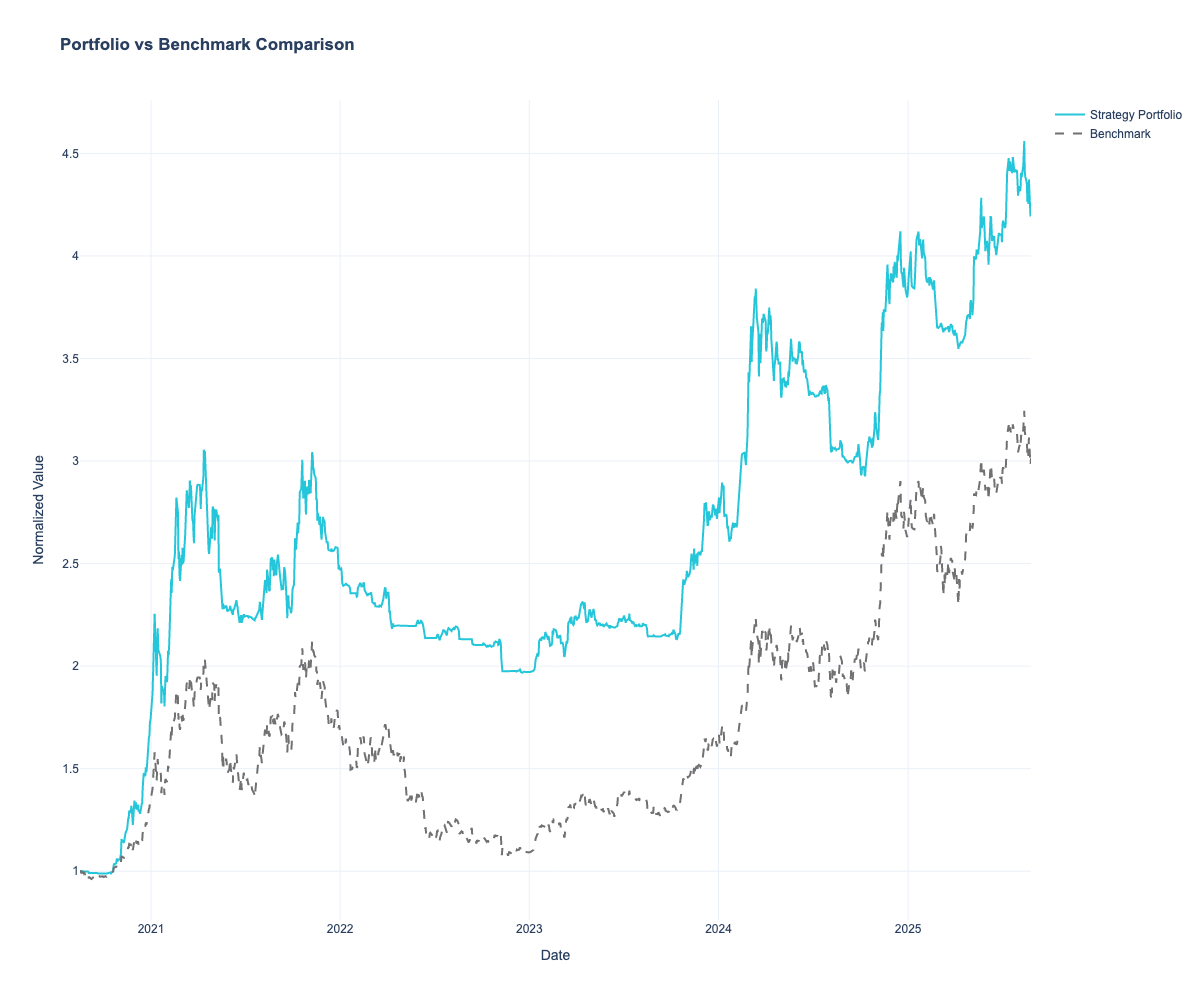 Portfolio vs Benchmark Comparison
Strategy Portfolio
Benchmark
4.5
4
3.5
3
2.5
2
1.5
1
Normalized Value
2021
2022
2023
2024
2025
Date